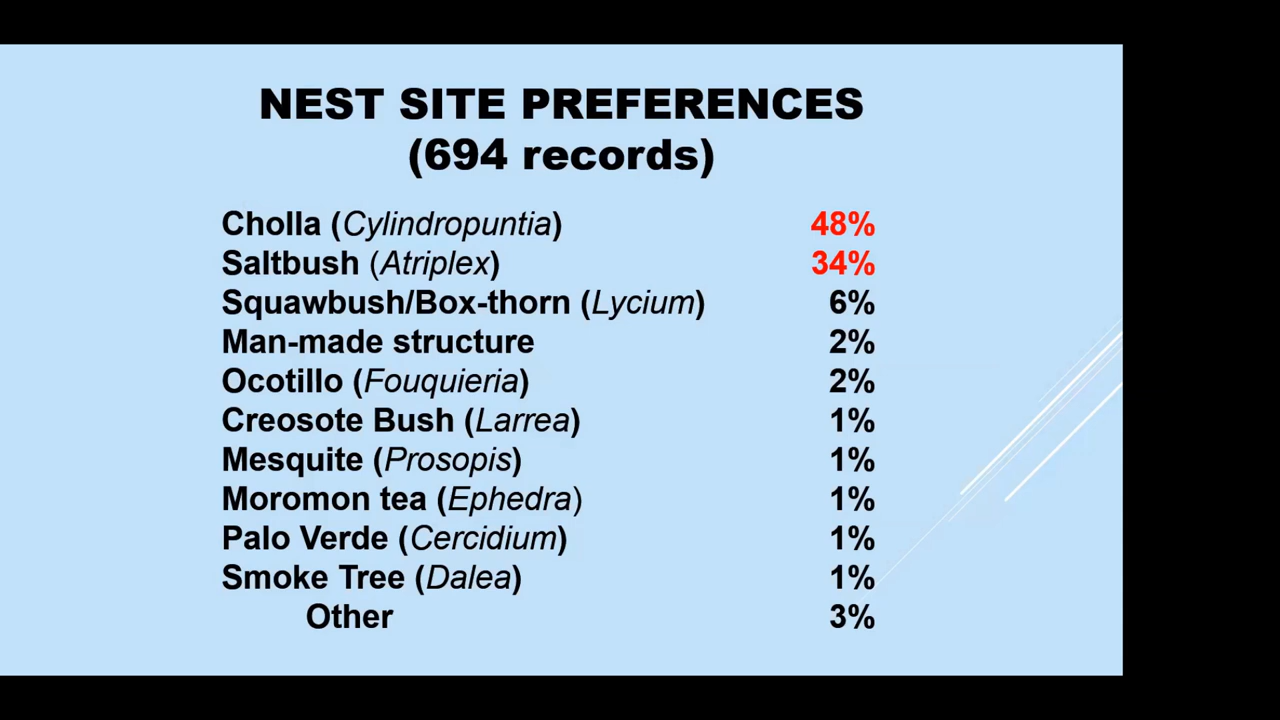 NEST SITE PREFERENCES
(694 records)
Cholla (Cylindropuntia) 48%
Saltbush (Atriplex) 34%
Squawbush/Box-thorn (Lycium) 6%
Man-made structure 2%
Ocotillo (Fouquieria) 2%
Creosote Bush (Larrea) 1%
Mesquite (Prosopis) 1%
Moromon tea (Ephedra) 1%
Palo Verde (Cercidium) 1%
Smoke Tree (Dalea) 1%
Other 3%